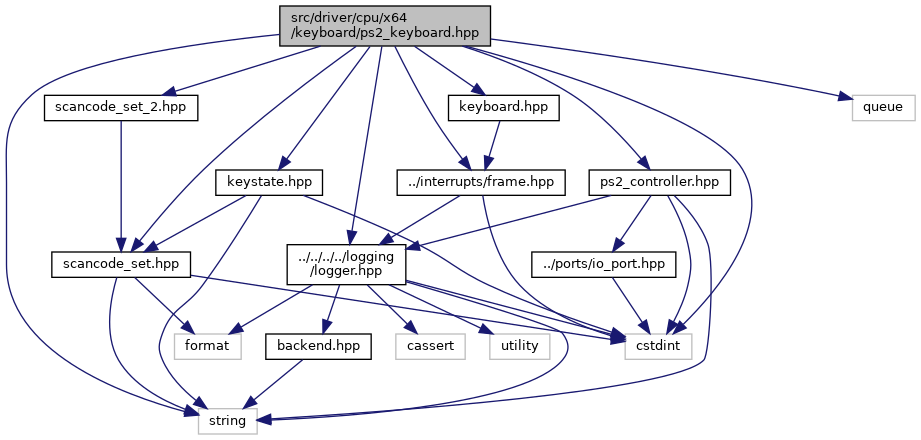 src/driver/cpu/x64
/keyboard/ps2_keyboard.hpp
scancode_set_2.hpp
keyboard.hpp
queue
keystate.hpp
../interrupts/frame.hpp
ps2_controller.hpp
scancode_set.hpp
../../../../logging
/logger.hpp
../ports/io_port.hpp
format
backend.hpp
cassert
utility
cstdint
string